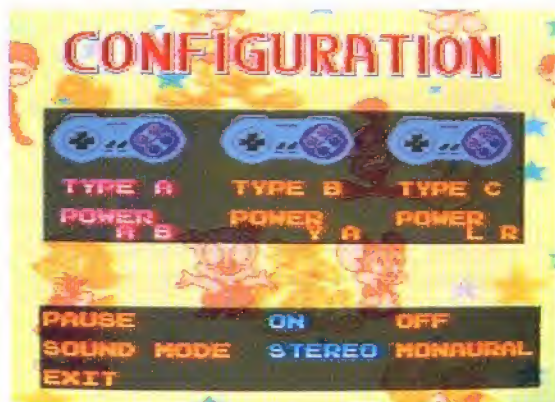 CONFIGURATION
TYPE A TYPE B TYPE C
POWER POWER POWER
A B Y A L R
PAUSE ON OFF
SOUND MODE STEREO MONAURAL
EXIT